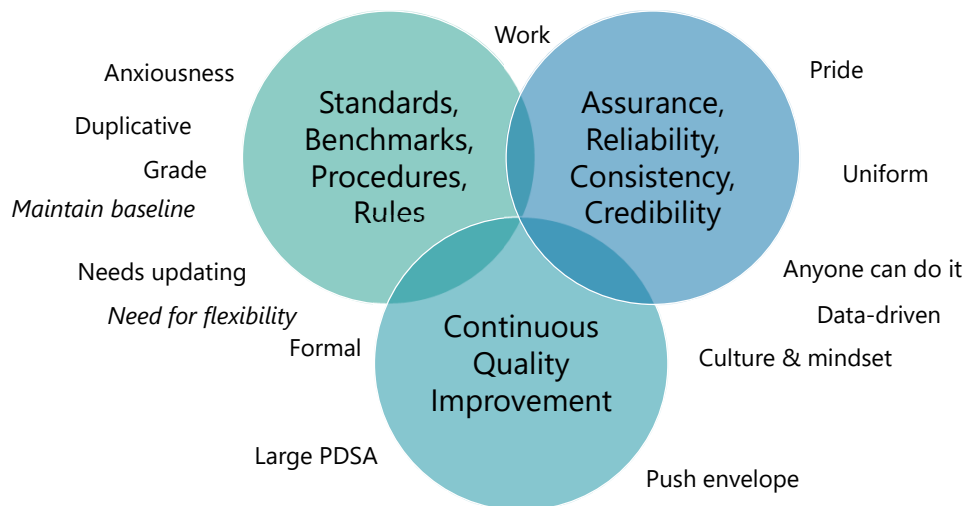 Work
Anxiousness
Pride
Standards,
Benchmarks,
Procedures,
Rules
Assurance,
Reliability,
Consistency,
Credibility
Duplicative
Grade
Uniform
Maintain baseline
Needs updating
Anyone can do it
Need for flexibility
Data-driven
Formal
Continuous
Quality
Improvement
Culture & mindset
Large PDSA
Push envelope